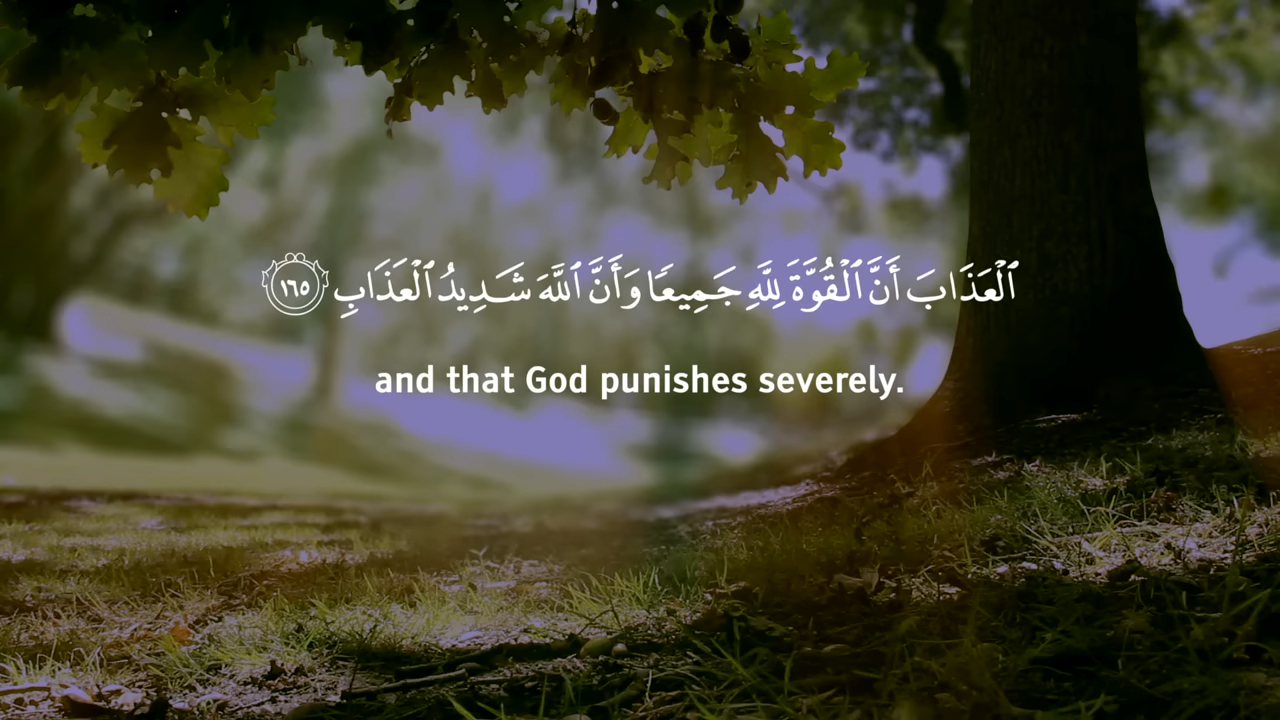 ٱلْعَذَابَ أَنَّ ٱلْقُوَّةَ لِلَّهِ جَمِيعًا وَأَنَّ ٱللَّهَ شَدِيدُ ٱلْعَذَابِ ١٦٥
and that God punishes severely.